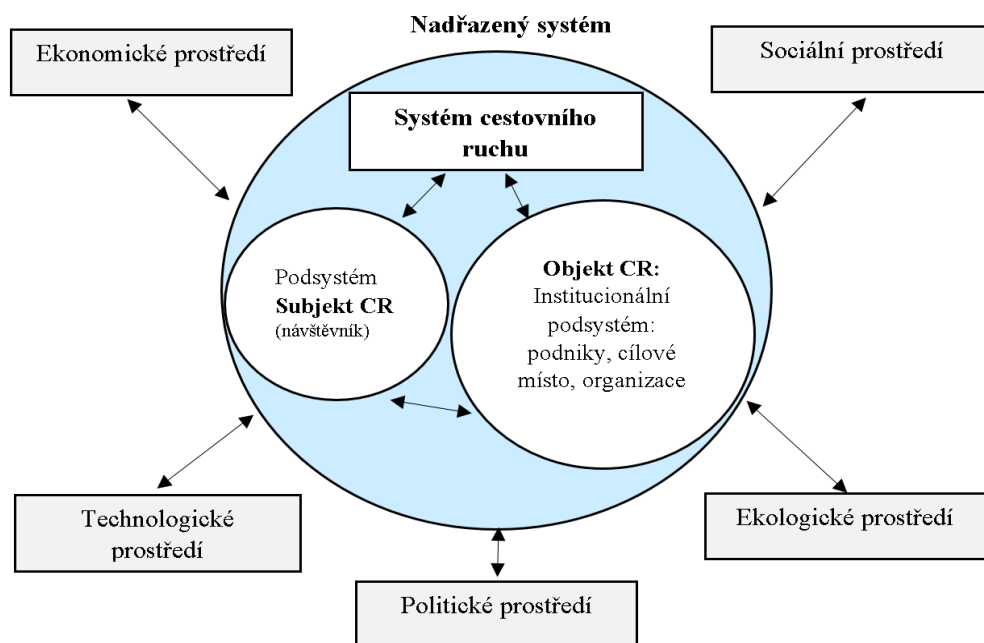 Nadřazený systém
Ekonomické prostředí
Sociální prostředí
Systém cestovního
ruchu
Podsystém
Subjekt CR
(návštěvník)
Objekt CR:
Institucionální
podsystém:
podniky, cílové
místo, organizace
Technologické
prostředí
Ekologické prostředí
Politické prostředí